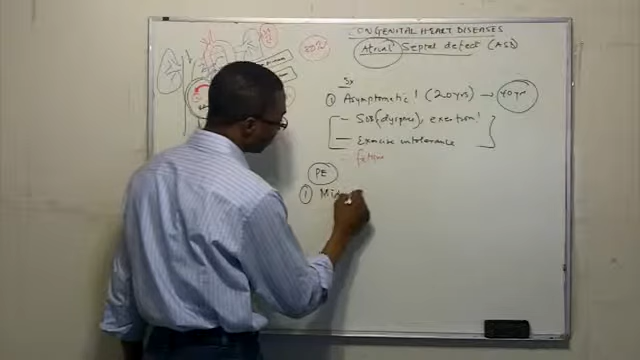 CONGENITAL HEART DISEASES
Atrial Septal defect (ASD)
Sx
① Asymptomatic! (20yrs) → 40yr
- SOB (dyspnea), exertion!
- Exercise intolerance
- fatigue
PE
① Mid